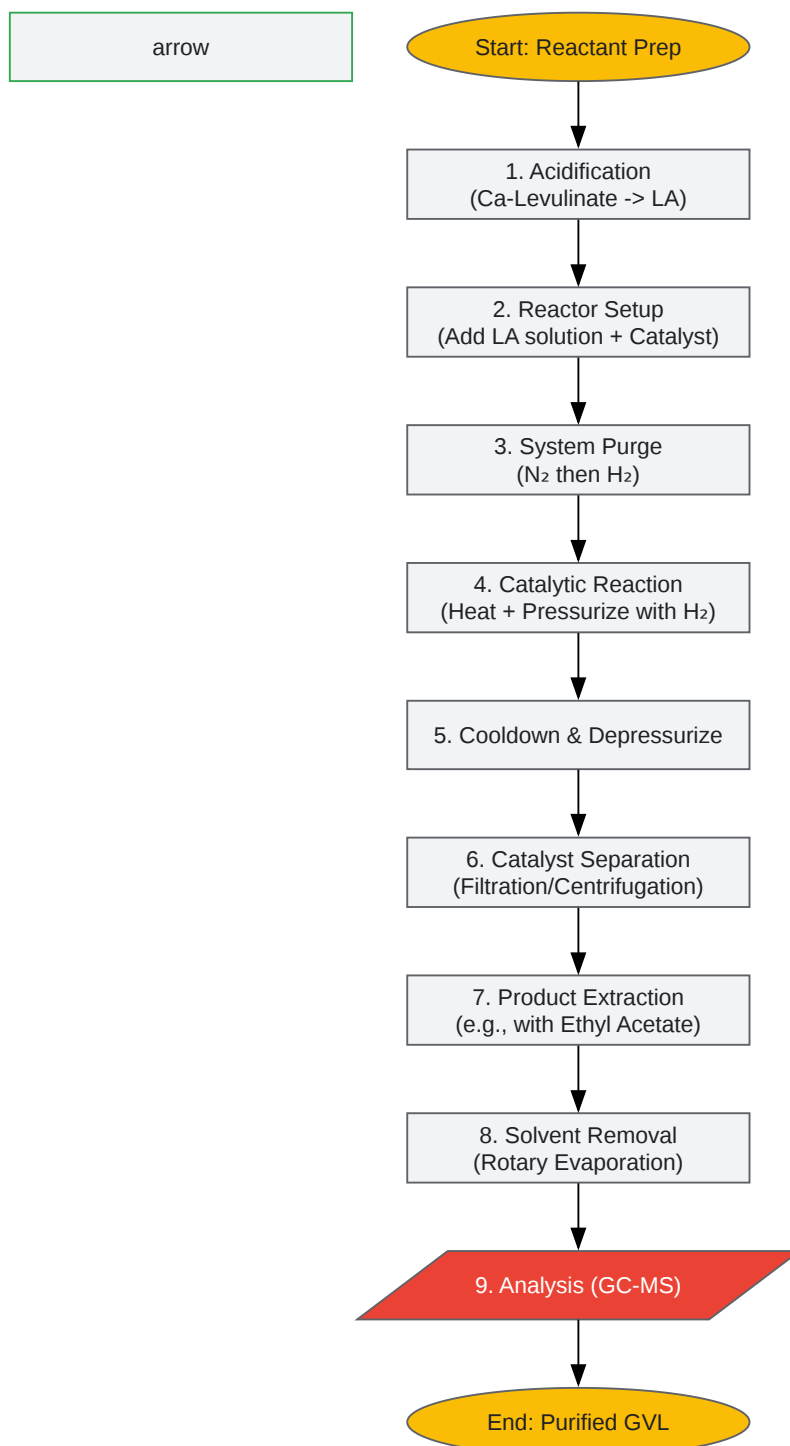 arrow
Start: Reactant Prep
1. Acidification
(Ca-Levulinate -> LA)
2. Reactor Setup
(Add LA solution + Catalyst)
3. System Purge
(N₂ then H₂)
4. Catalytic Reaction
(Heat + Pressurize with H₂)
5. Cooldown & Depressurize
6. Catalyst Separation
(Filtration/Centrifugation)
7. Product Extraction
(e.g., with Ethyl Acetate)
8. Solvent Removal
(Rotary Evaporation)
9. Analysis (GC-MS)
End: Purified GVL